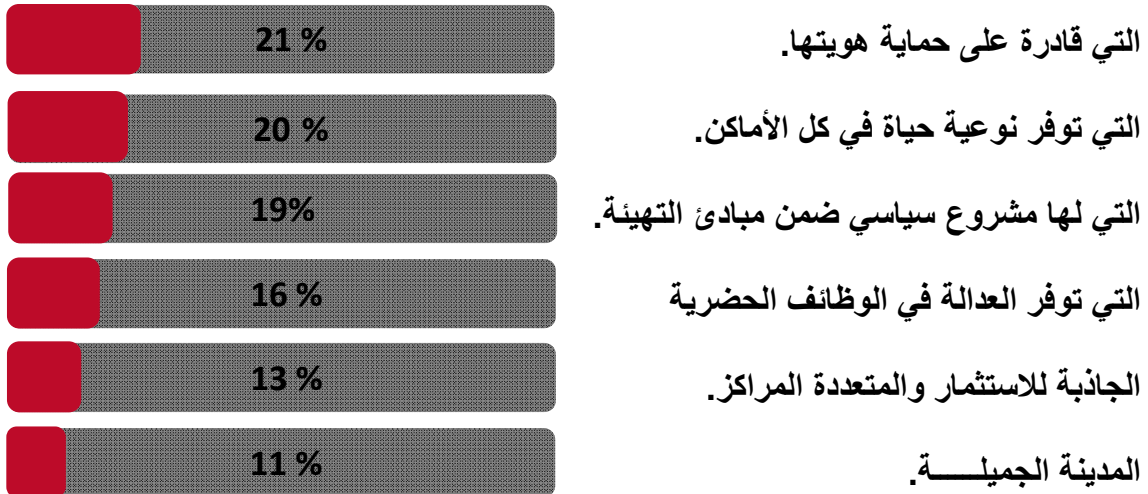 التي قادرة على حماية هويتها.
21 %
التي توفر نوعية حياة في كل الأماكن.
20 %
التي لها مشروع سياسي ضمن مبادئ التهيئة.
19%
التي توفر العدالة في الوظائف الحضرية
16 %
الجاذبة للاستثمار والمتعددة المراكز.
13 %
المدينة الجميلـــــــة.
11 %